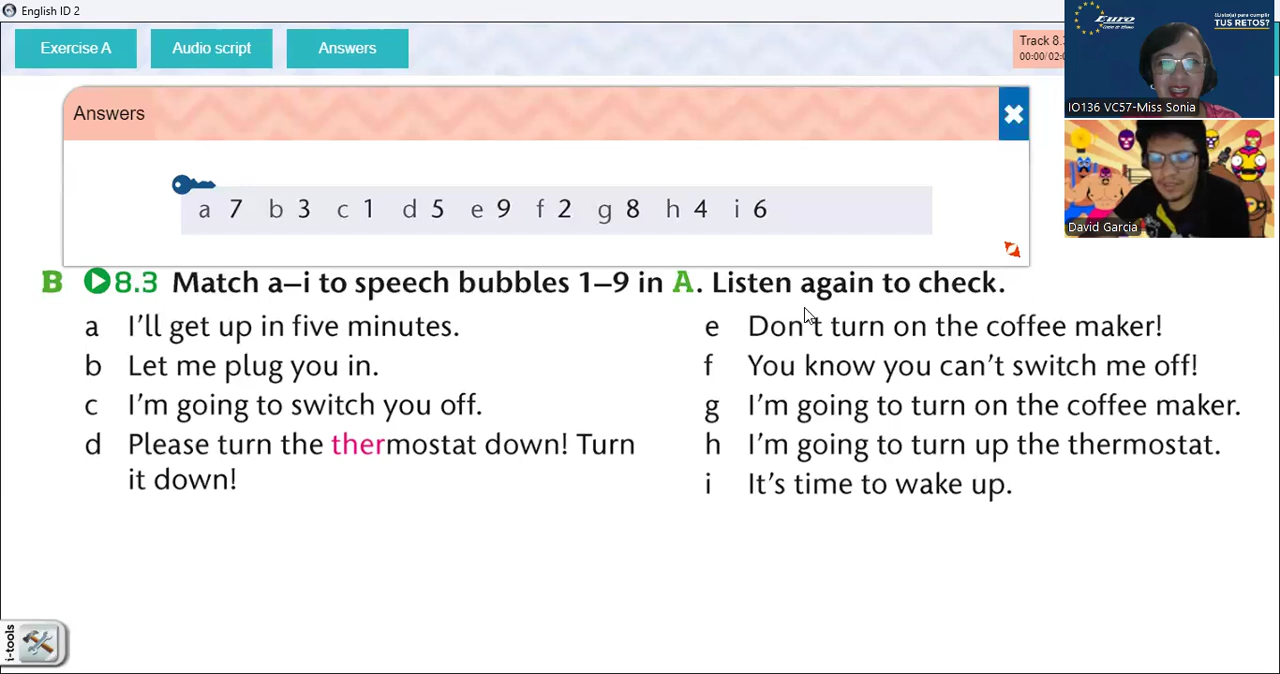 English ID 2
Exercise A
Audio script
Answers
Track 8.
00:00/02:
Euro
¿Listo(a) para cumplir
TUS RETOS?
IO136 VC57-Miss Sonia
David Garcia
Answers
a 7 b 3 c 1 d 5 e 9 f 2 g 8 h 4 i 6
B 8.3 Match a–i to speech bubbles 1–9 in A. Listen again to check.
a I'll get up in five minutes.
b Let me plug you in.
c I'm going to switch you off.
d Please turn the thermostat down! Turn
it down!
e Don't turn on the coffee maker!
f You know you can't switch me off!
g I'm going to turn on the coffee maker.
h I'm going to turn up the thermostat.
i It's time to wake up.
i-tools